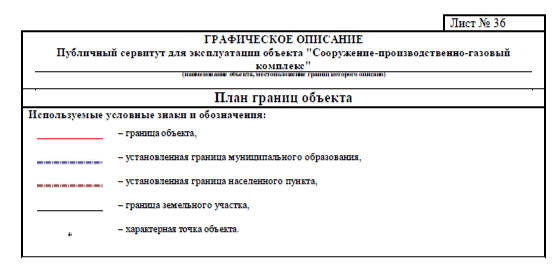 Лист № 36
ГРАФИЧЕСКОЕ ОПИСАНИЕ
Публичный сервитут для эксплуатации объекта "Сооружение-производственно-газовый
комплекс"
(наименование объекта, местоположение границ которого описано)
План границ объекта
Используемые условные знаки и обозначения:
– граница объекта,
– установленная граница муниципального образования,
– установленная граница населенного пункта,
– граница земельного участка,
– характерная точка объекта.